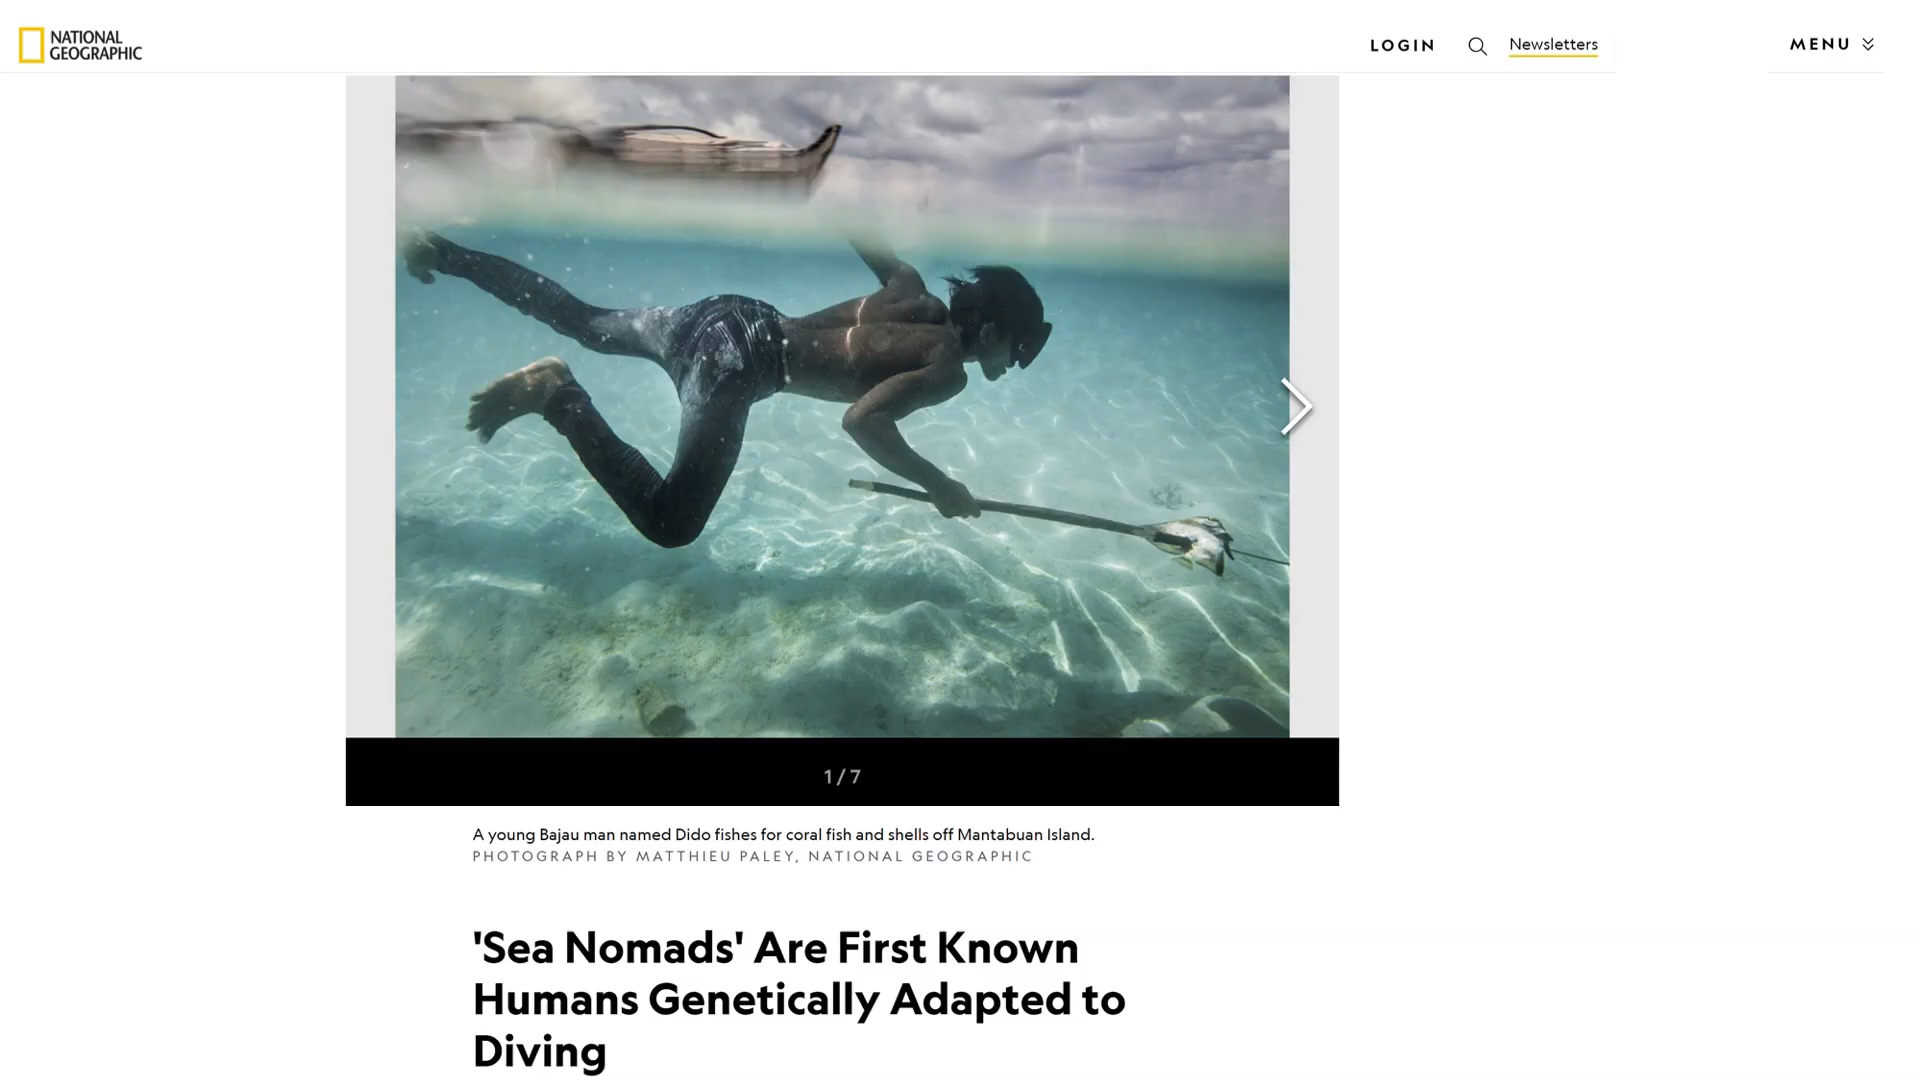 NATIONAL
GEOGRAPHIC
LOGIN
Newsletters
MENU
1/7
A young Bajau man named Dido fishes for coral fish and shells off Mantabuan Island.
PHOTOGRAPH BY MATTHIEU PALEY, NATIONAL GEOGRAPHIC
'Sea Nomads' Are First Known
Humans Genetically Adapted to
Diving